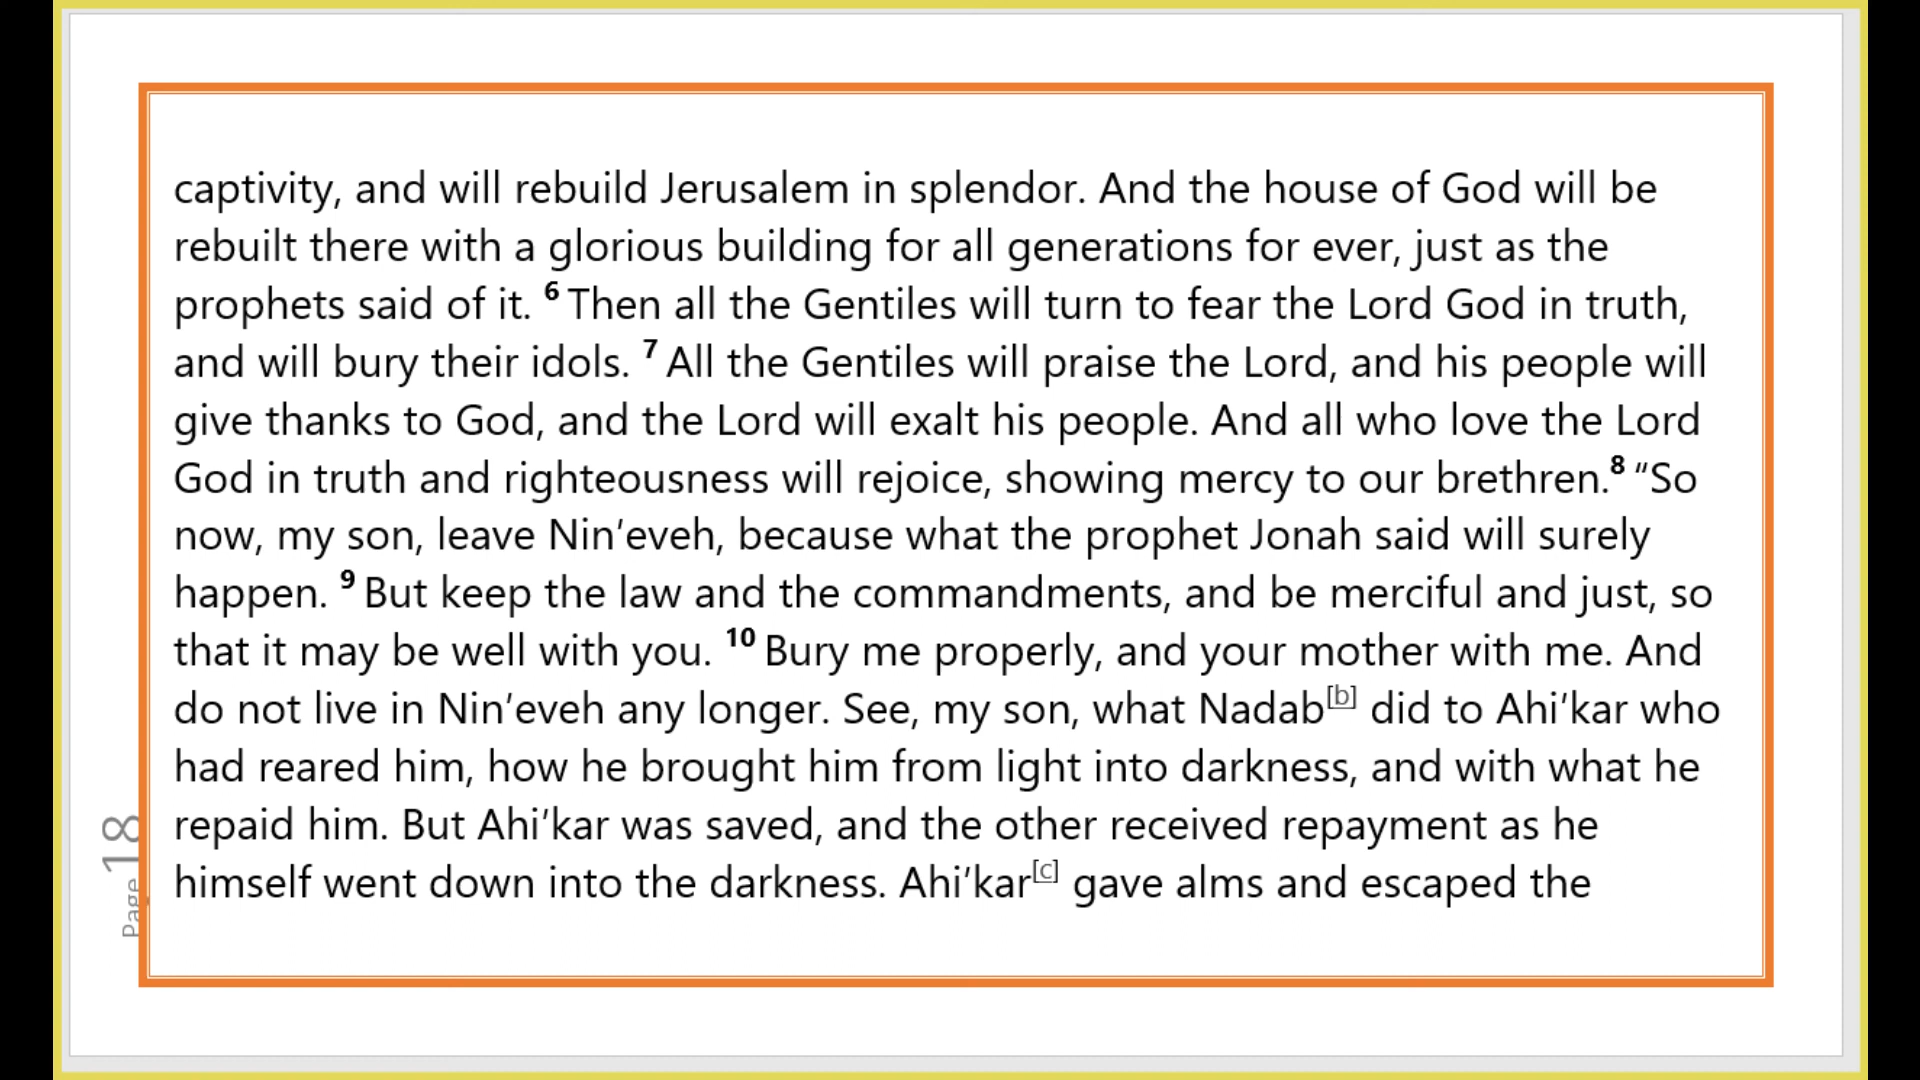 captivity, and will rebuild Jerusalem in splendor. And the house of God will be
rebuilt there with a glorious building for all generations for ever, just as the
prophets said of it. 6 Then all the Gentiles will turn to fear the Lord God in truth,
and will bury their idols. 7 All the Gentiles will praise the Lord, and his people will
give thanks to God, and the Lord will exalt his people. And all who love the Lord
God in truth and righteousness will rejoice, showing mercy to our brethren.8 “So
now, my son, leave Nin′eveh, because what the prophet Jonah said will surely
happen. 9 But keep the law and the commandments, and be merciful and just, so
that it may be well with you. 10 Bury me properly, and your mother with me. And
do not live in Nin′eveh any longer. See, my son, what Nadab[b] did to Ahi′kar who
had reared him, how he brought him from light into darkness, and with what he
repaid him. But Ahi′kar was saved, and the other received repayment as he
himself went down into the darkness. Ahi′kar[c] gave alms and escaped the
Page 18